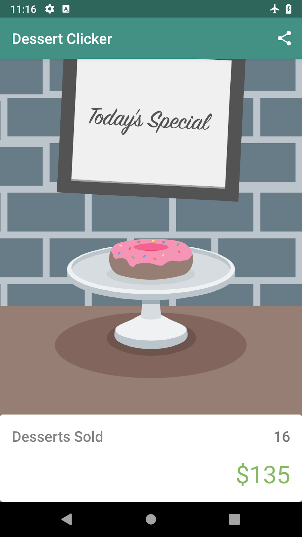 11:16
Dessert Clicker
Today's Special
Desserts Sold 16
$135